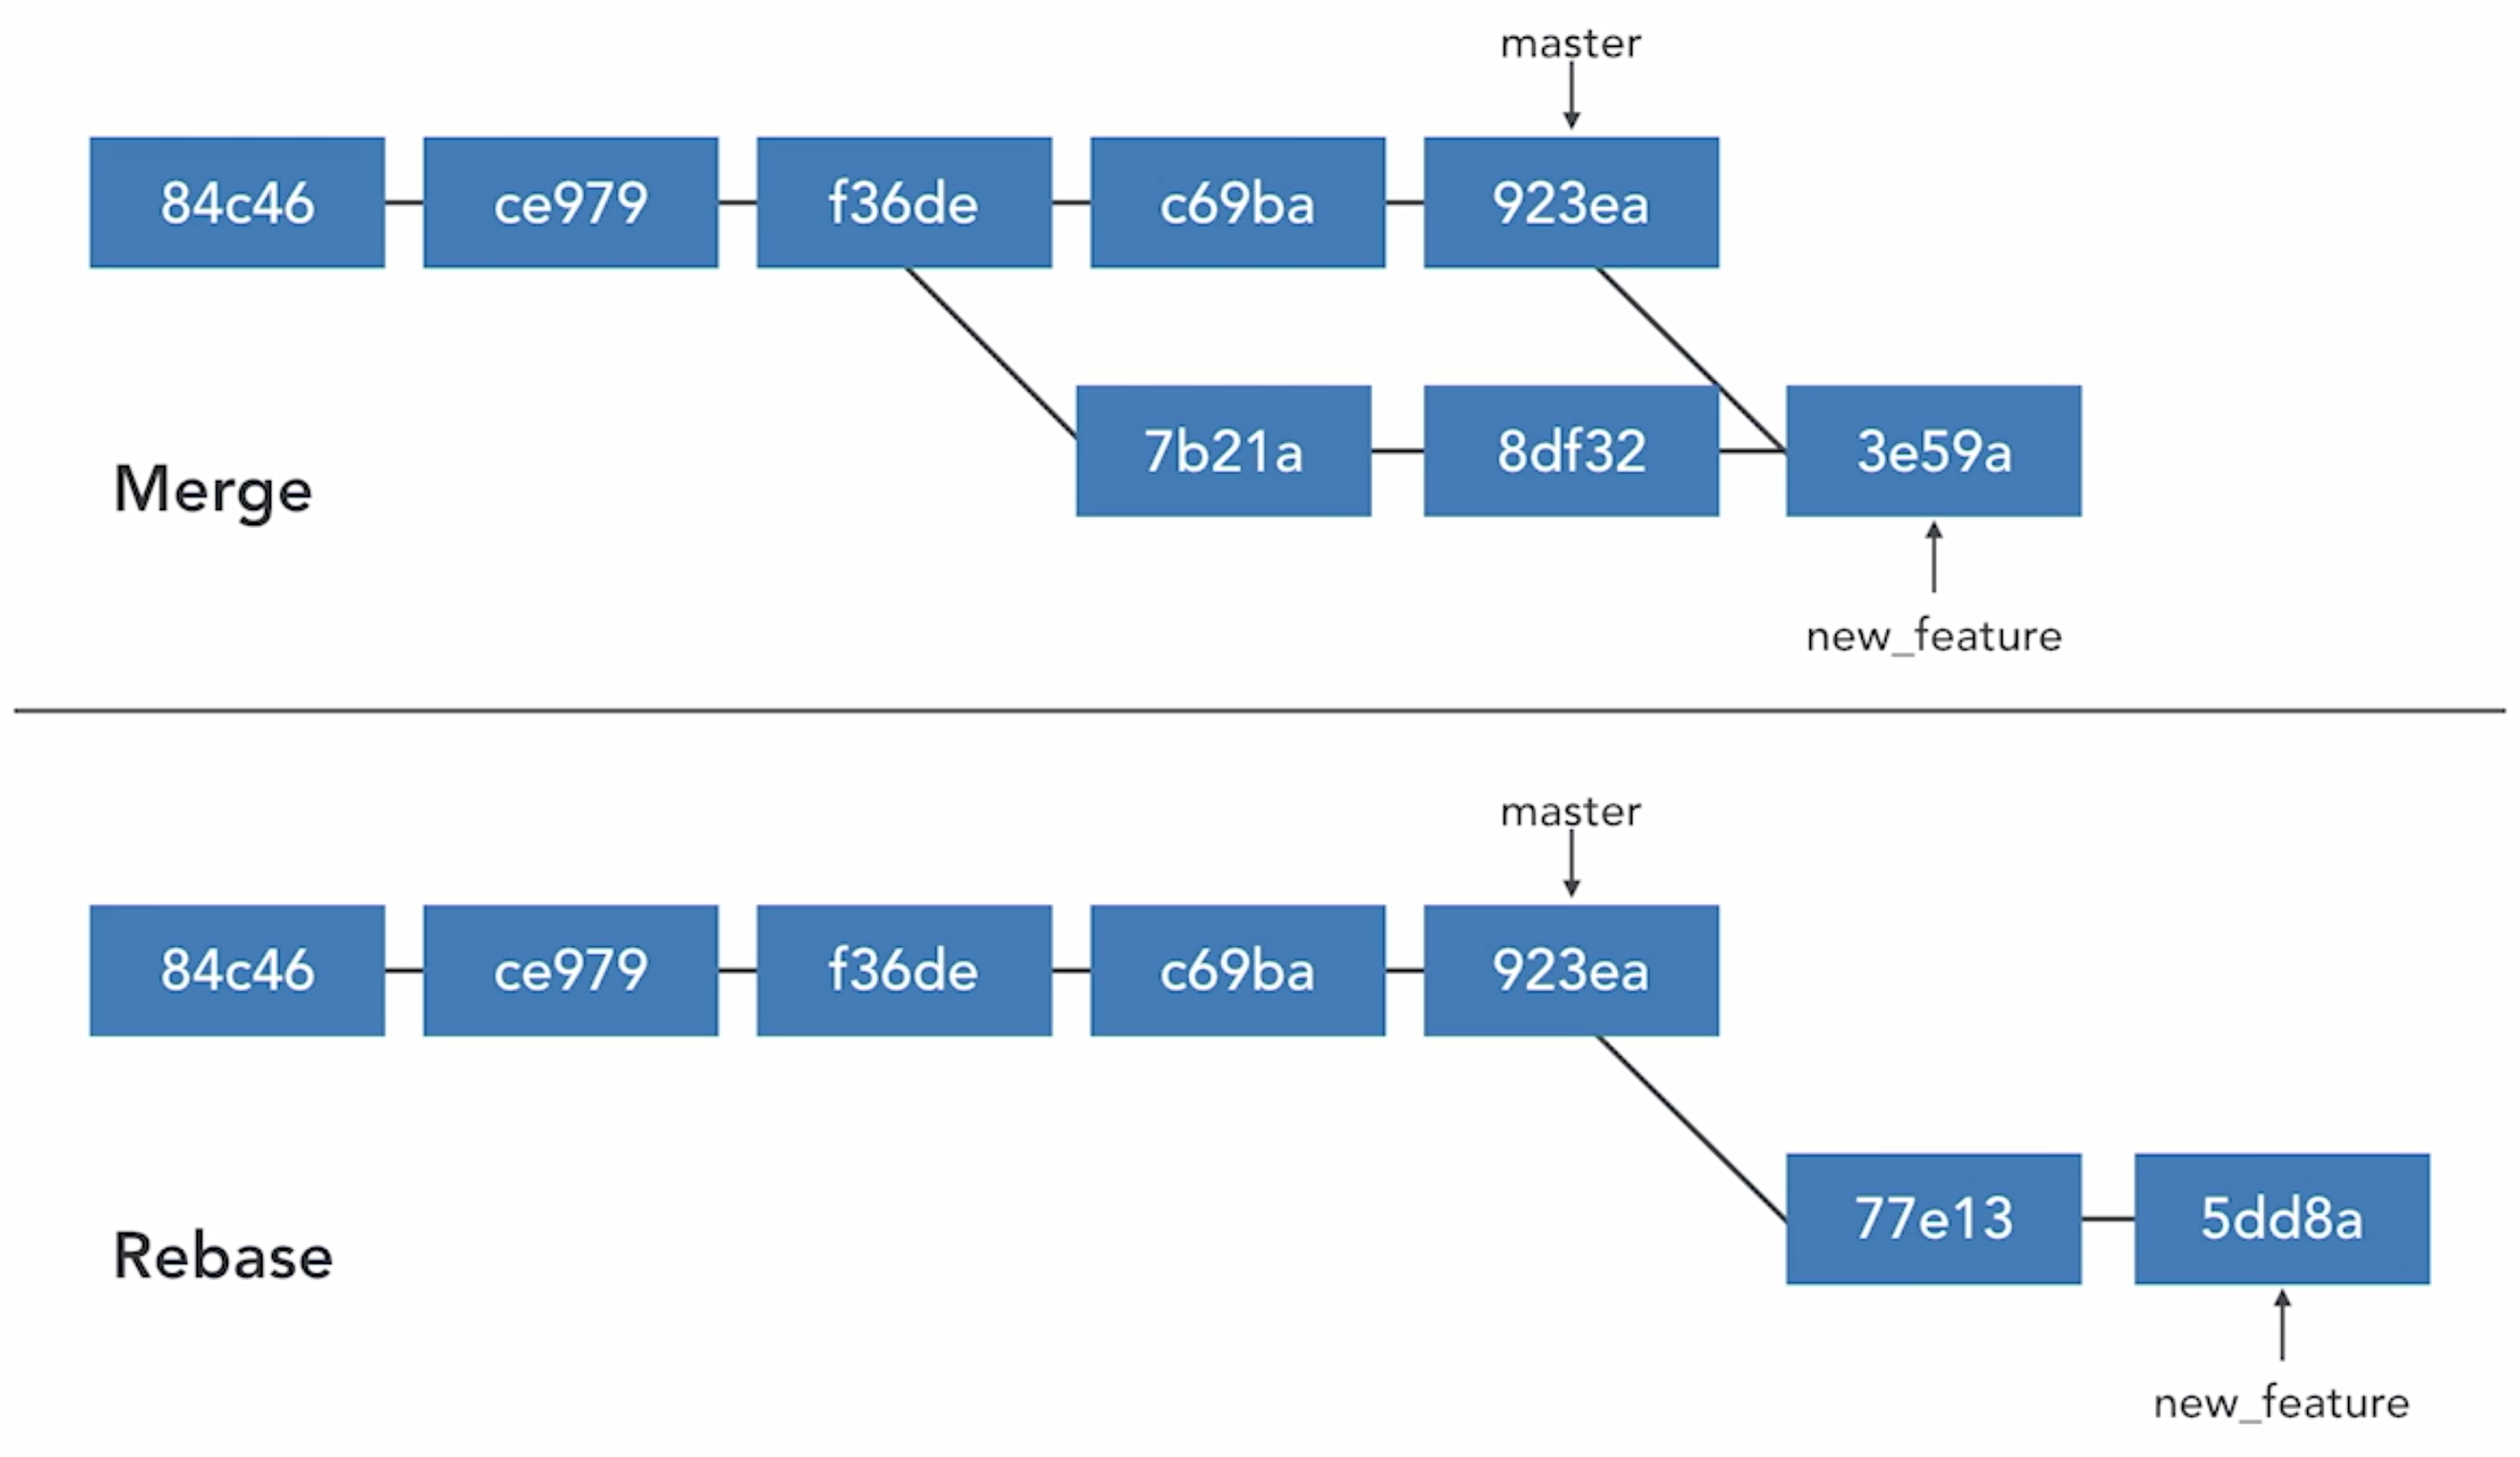 master
84c46
ce979
f36de
c69ba
923ea
Merge
7b21a
8df32
3e59a
new_feature
master
84c46
ce979
f36de
c69ba
923ea
Rebase
77e13
5dd8a
new_feature